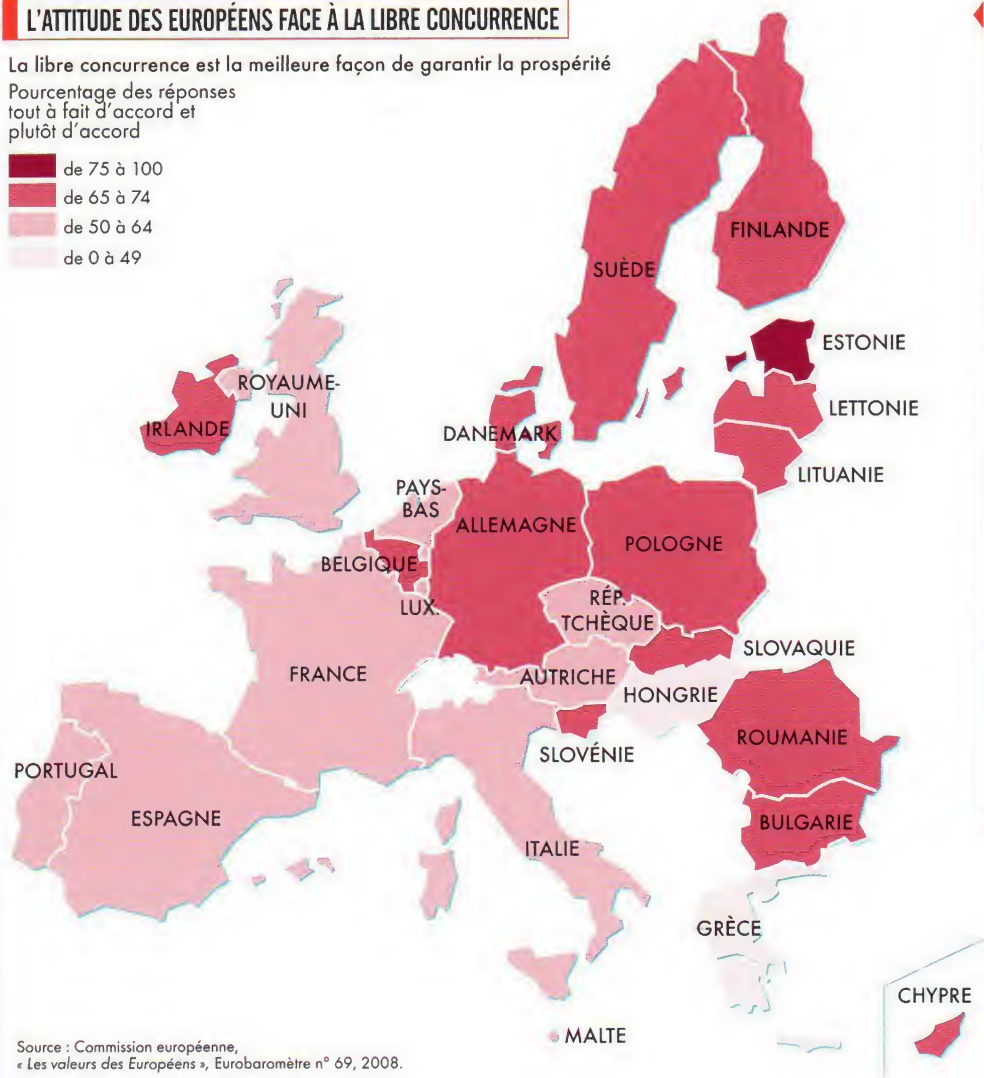 L'ATTITUDE DES EUROPÉENS FACE À LA LIBRE CONCURRENCE
La libre concurrence est la meilleure façon de garantir la prospérité
Pourcentage des réponses
tout à fait d'accord et
plutôt d'accord
de 75 à 100
de 65 à 74
de 50 à 64
de 0 à 49
FINLANDE
SUÈDE
ESTONIE
ROYAUME-
UNI
LETTONIE
IRLANDE
DANEMARK
LITUANIE
PAYS-
BAS
ALLEMAGNE
POLOGNE
BELGIQUE
LUX.
RÉP.
TCHÈQUE
SLOVAQUIE
FRANCE
AUTRICHE
HONGRIE
SLOVÉNIE
ROUMANIE
PORTUGAL
ESPAGNE
BULGARIE
ITALIE
GRÈCE
CHYPRE
MALTE
Source : Commission européenne,
« Les valeurs des Européens », Eurobaromètre n° 69, 2008.